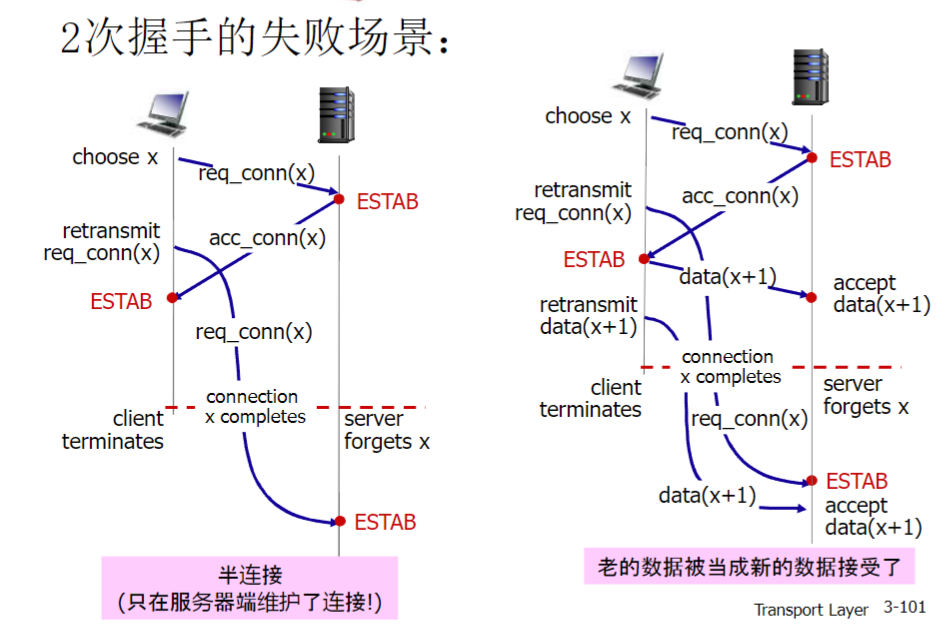 2次握手的失败场景：
choose x
req_conn(x)
ESTAB
retransmit
req_conn(x)
acc_conn(x)
ESTAB
req_conn(x)
connection
x completes
client
terminates
server
forgets x
ESTAB
半连接
(只在服务器端维护了连接!)
choose x
req_conn(x)
ESTAB
retransmit
req_conn(x)
acc_conn(x)
ESTAB
data(x+1)
accept
data(x+1)
retransmit
data(x+1)
connection
x completes
client
terminates
server
forgets x
req_conn(x)
ESTAB
data(x+1)
accept
data(x+1)
老的数据被当成新的数据接受了
Transport Layer 3-101